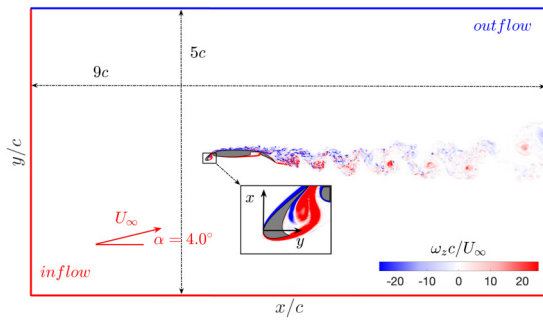 outflow
5c
9c
y/c
x
y
U∞
α = 4.0°
inflow
ω_z c/U∞
-20 -10 0 10 20
x/c